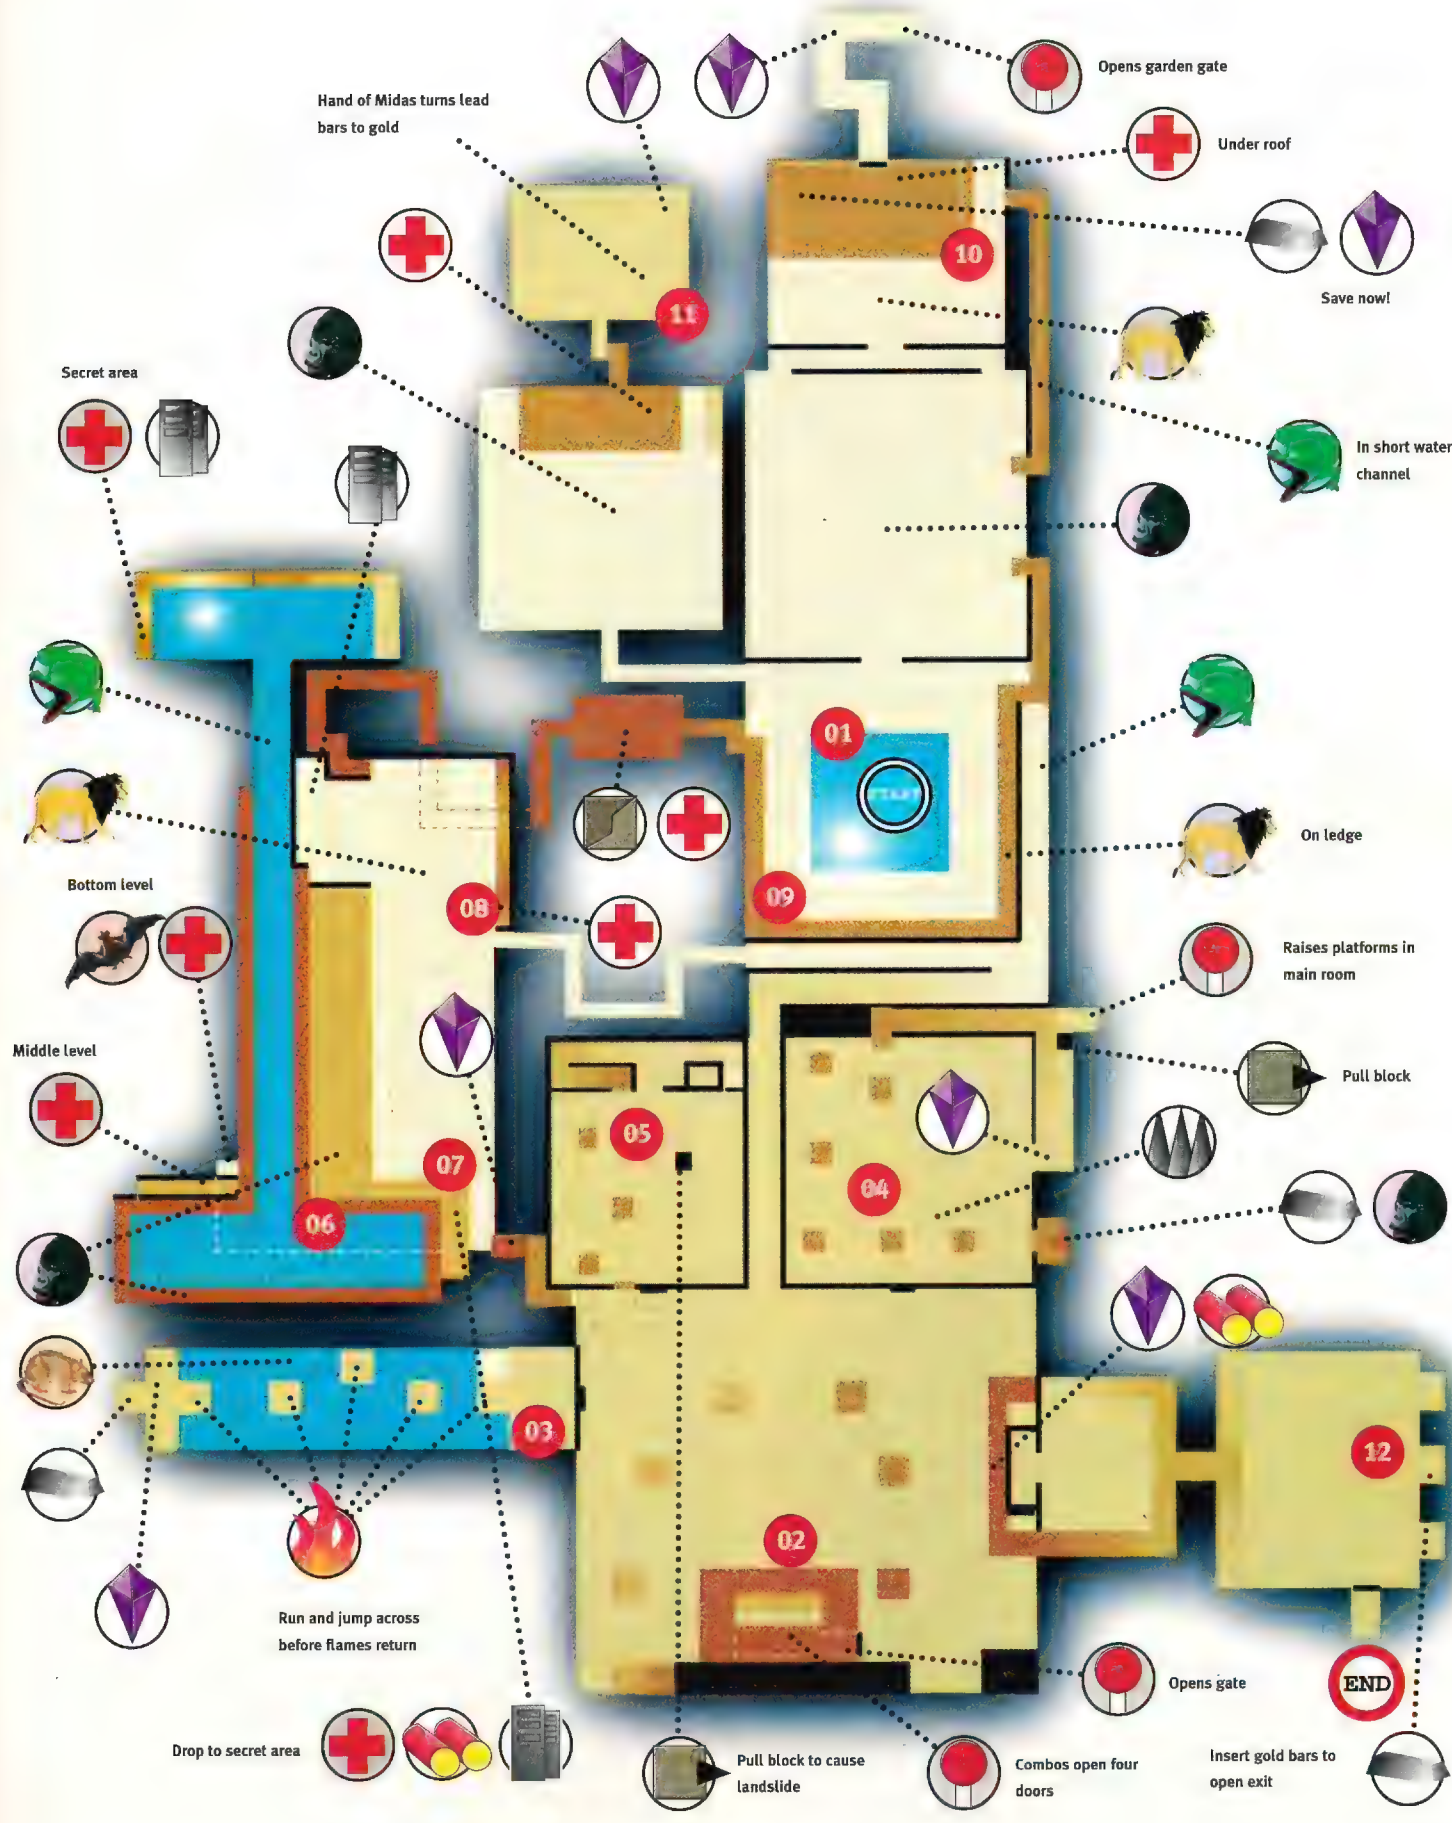 Opens garden gate
Hand of Midas turns lead
bars to gold
Under roof
10
Save now!
11
Secret area
In short water
channel
01
START
On ledge
09
08
Bottom level
Raises platforms in
main room
Middle level
Pull block
05
07
04
06
03
12
02
Run and jump across
before flames return
Opens gate
END
Drop to secret area
Pull block to cause
landslide
Combos open four
doors
Insert gold bars to
open exit